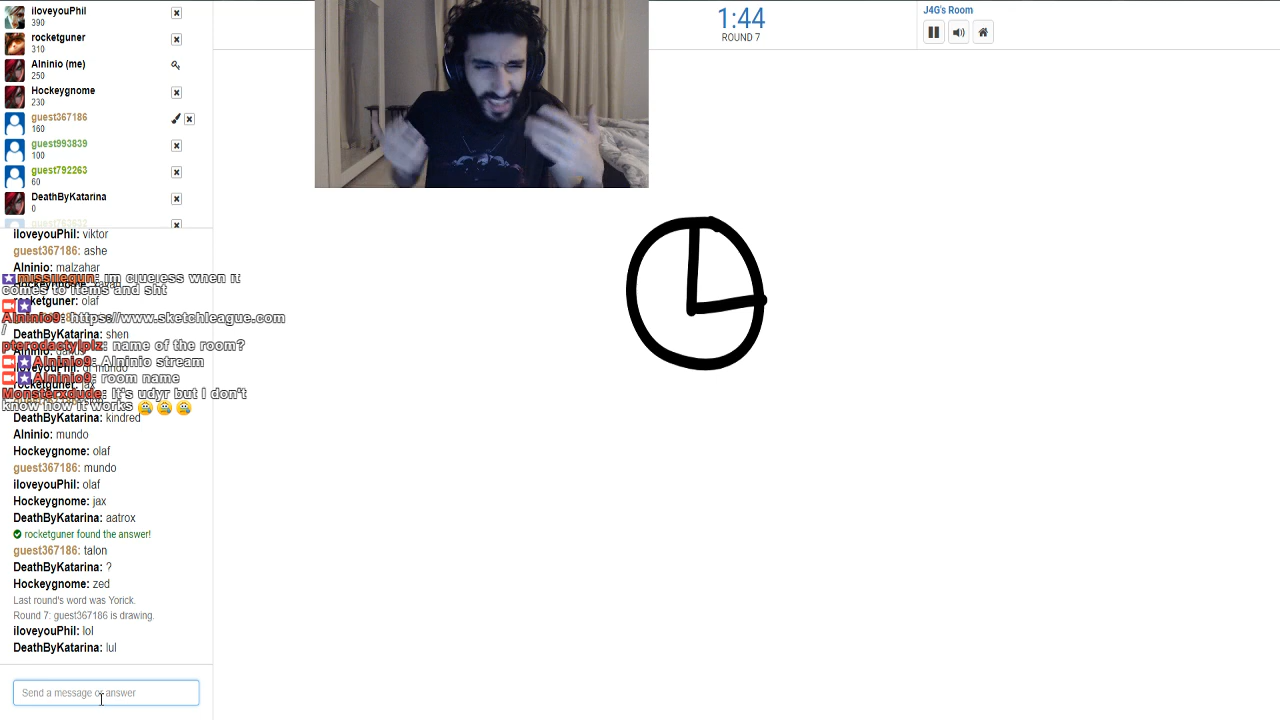 iloveyouPhil
390
rocketguner
310
Alninio (me)
250
Hockeygnome
230
guest367186
160
guest993839
100
guest792263
60
DeathByKatarina
0
1:44
ROUND 7
J4G's Room
iloveyouPhil: viktor
guest367186: ashe
Alninio: malzahar
missilegun: im clueless when it
comes to items and sht
rocketguner: olaf
Alninio9: https://www.sketchleague.com
/
DeathByKatarina: shen
pterodactylplz: name of the room?
Alninio9: Alninio stream
Alninio9: room name
Monsterxdude: It's udyr but I don't
know how it works
DeathByKatarina: kindred
Alninio: mundo
Hockeygnome: olaf
guest367186: mundo
iloveyouPhil: olaf
Hockeygnome: jax
DeathByKatarina: aatrox
rocketguner found the answer!
guest367186: talon
DeathByKatarina: ?
Hockeygnome: zed
Last round's word was Yorick.
Round 7: guest367186 is drawing.
iloveyouPhil: lol
DeathByKatarina: lul
Send a message or answer